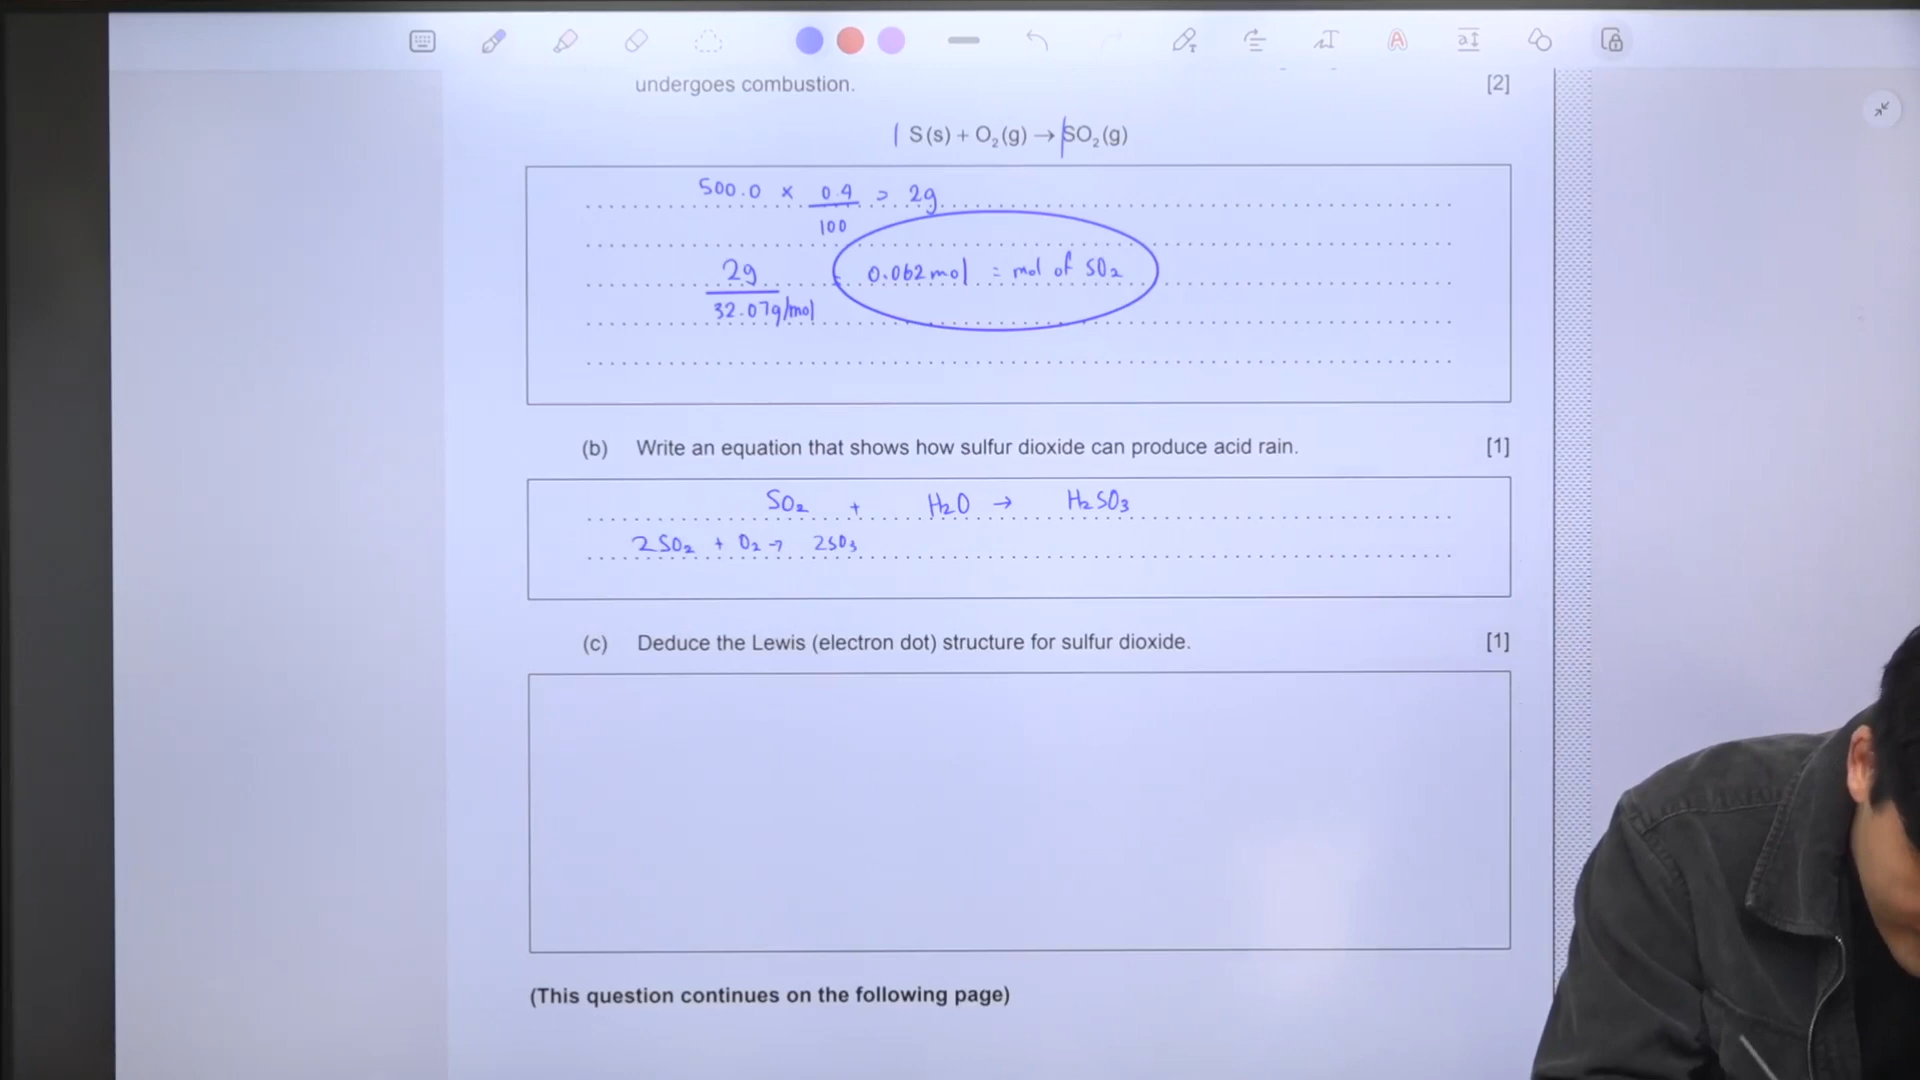 undergoes combustion. [2]
| S(s) + O₂(g) → |SO₂(g)
500.0 × 0.4 = 2g
100
2g = 0.062 mol = mol of SO₂
32.07g/mol
(b) Write an equation that shows how sulfur dioxide can produce acid rain. [1]
SO₂ + H₂O → H₂SO₃
2SO₂ + O₂ → 2SO₃
(c) Deduce the Lewis (electron dot) structure for sulfur dioxide. [1]
(This question continues on the following page)